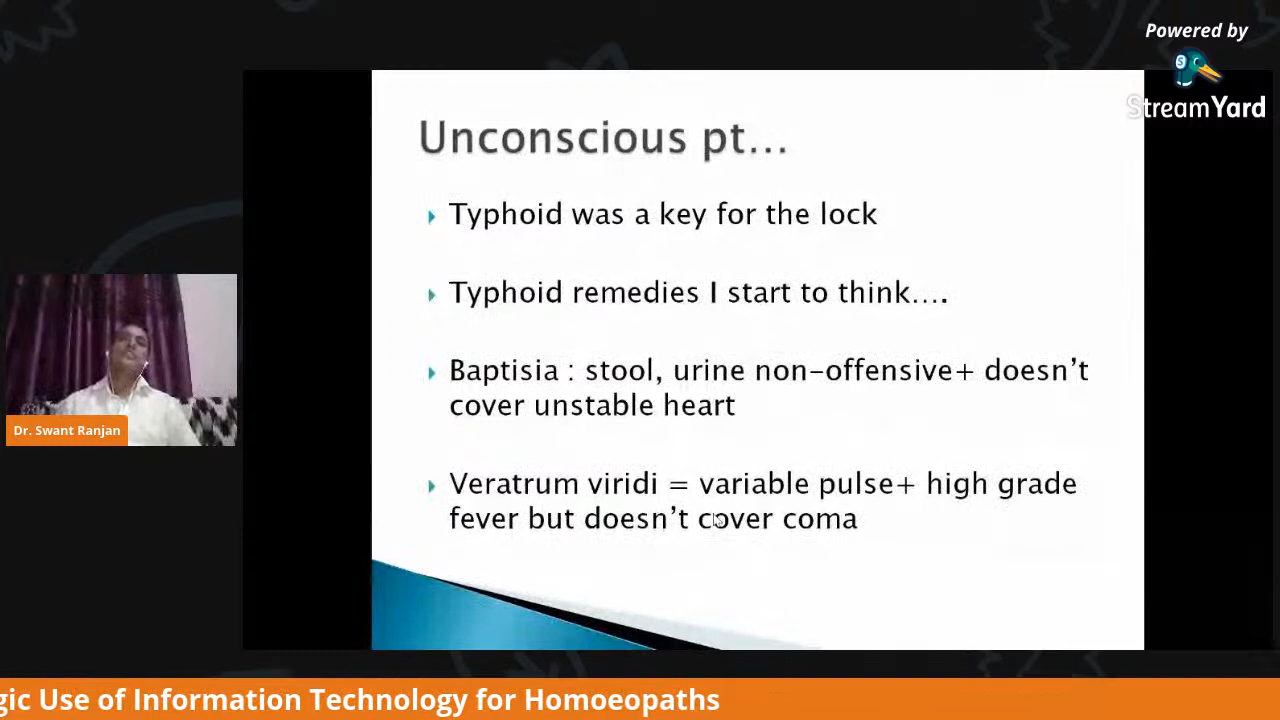 Powered by
StreamYard
Unconscious pt...
Typhoid was a key for the lock
Typhoid remedies I start to think....
Baptisia : stool, urine non-offensive+ doesn't
cover unstable heart
Veratrum viridi = variable pulse+ high grade
fever but doesn't cover coma
Dr. Swant Ranjan
gic Use of Information Technology for Homoeopaths